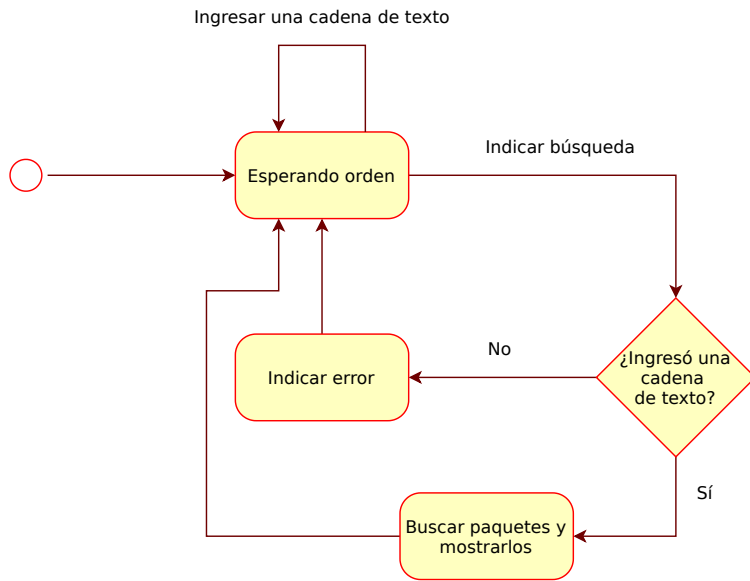 Ingresar una cadena de texto
Indicar búsqueda
Esperando orden
¿Ingresó una
cadena
de texto?
No
Indicar error
Sí
Buscar paquetes y
mostrarlos